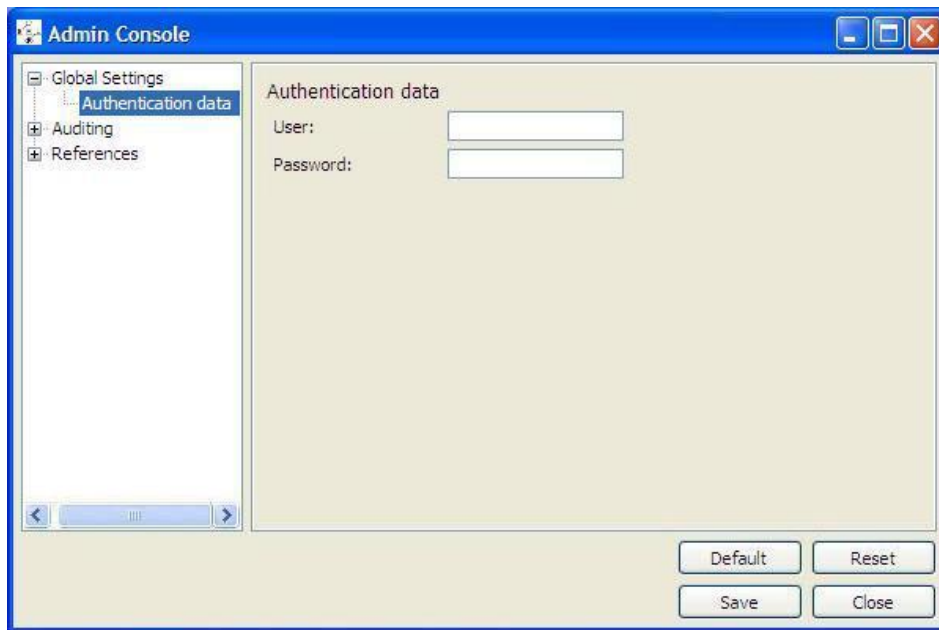 Admin Console
Global Settings
Authentication data
Auditing
References
Authentication data
User:
Password:
Default
Reset
Save
Close